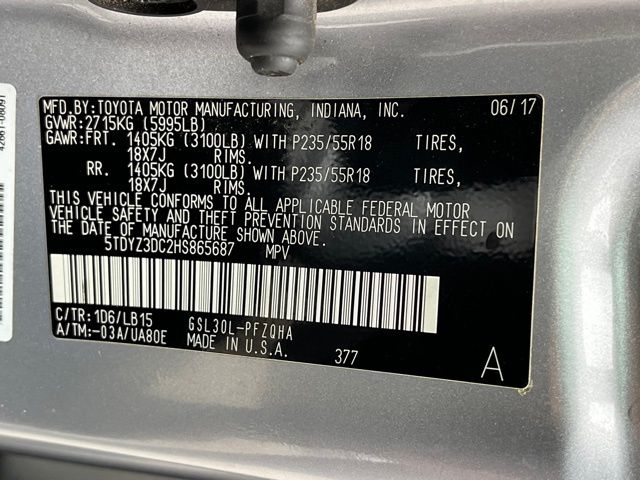 42661-08091
MFD.BY:TOYOTA MOTOR MANUFACTURING, INDIANA, INC. 06/17
GVWR:2715KG (5995LB)
GAWR:FRT. 1405KG (3100LB) WITH P235/55R18 TIRES,
18X7J RIMS.
RR. 1405KG (3100LB) WITH P235/55R18 TIRES,
18X7J RIMS.
THIS VEHICLE CONFORMS TO ALL APPLICABLE FEDERAL MOTOR
VEHICLE SAFETY AND THEFT PREVENTION STANDARDS IN EFFECT ON
THE DATE OF MANUFACTURE SHOWN ABOVE.
5TDYZ3DC2HS865687 MPV
C/TR:1D6/LB15 GSL30L-PFZQHA
A/TM:-03A/UA80E MADE IN U.S.A. 377 A